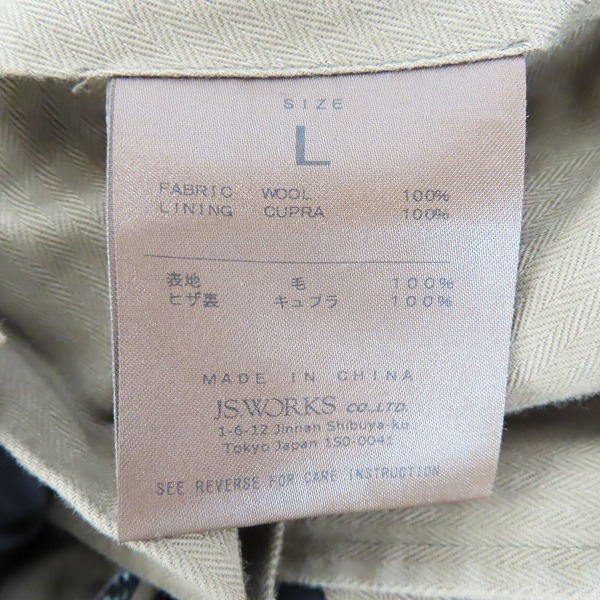 SIZE
L
FABRIC WOOL 100%
LINING CUPRA 100%
表地 毛 100%
ヒザ裏 キュプラ 100%
MADE IN CHINA
JS.WORKS CO.,LTD.
1-6-12 Jinnan Shibuya-ku
Tokyo Japan 150-0041
SEE REVERSE FOR CARE INSTRUCTION